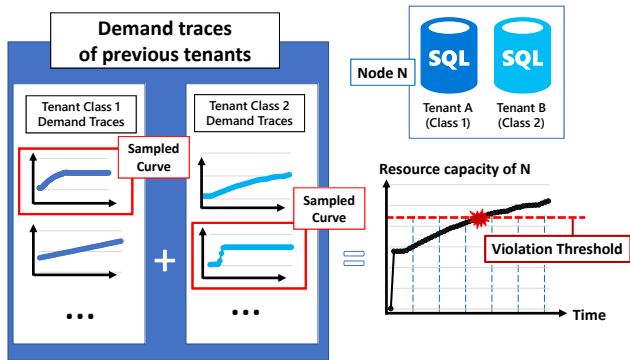 Demand traces
of previous tenants
Tenant Class 1
Demand Traces
Sampled
Curve
...
+
Tenant Class 2
Demand Traces
Sampled
Curve
...
=
Node N
SQL
SQL
Tenant A
(Class 1)
Tenant B
(Class 2)
Resource capacity of N
Violation Threshold
Time